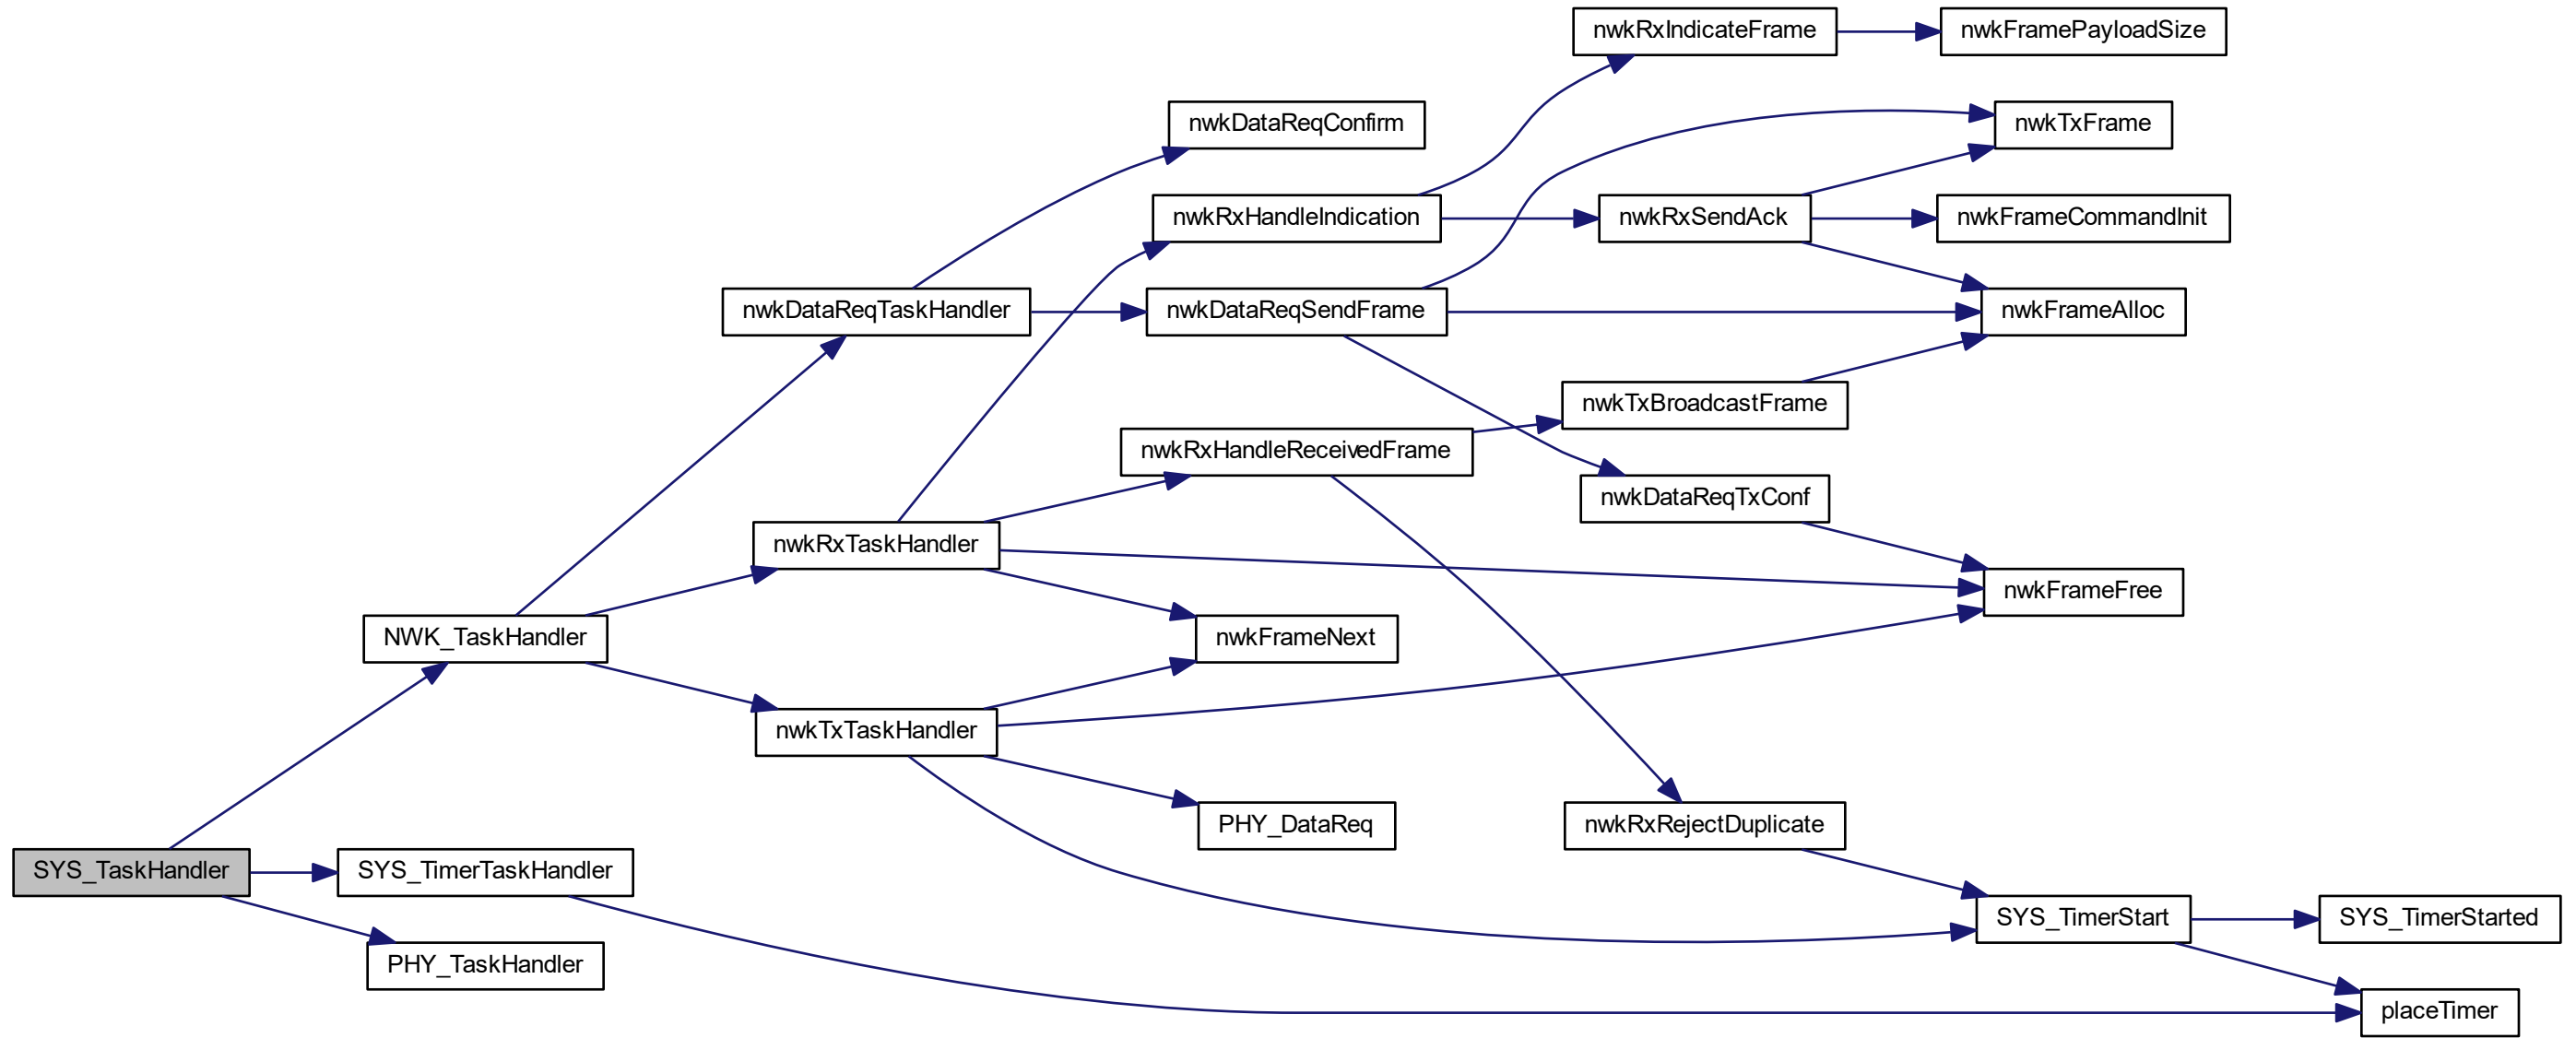 nwkRxIndicateFrame
nwkFramePayloadSize
nwkDataReqConfirm
nwkTxFrame
nwkRxHandleIndication
nwkRxSendAck
nwkFrameCommandInit
nwkDataReqTaskHandler
nwkDataReqSendFrame
nwkFrameAlloc
nwkTxBroadcastFrame
nwkRxHandleReceivedFrame
nwkDataReqTxConf
nwkRxTaskHandler
nwkFrameFree
NWK_TaskHandler
nwkFrameNext
nwkTxTaskHandler
PHY_DataReq
nwkRxRejectDuplicate
SYS_TaskHandler
SYS_TimerTaskHandler
SYS_TimerStart
SYS_TimerStarted
PHY_TaskHandler
placeTimer